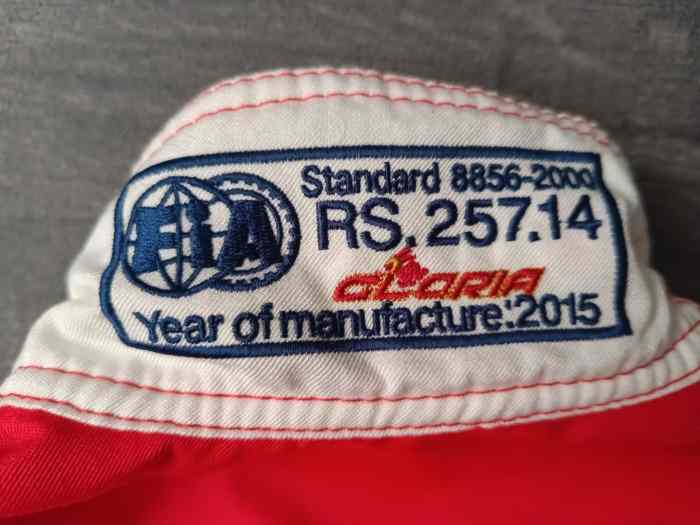 FIA
Standard 8856-2000
RS.257.14
GLORIA
Year of manufacture:2015